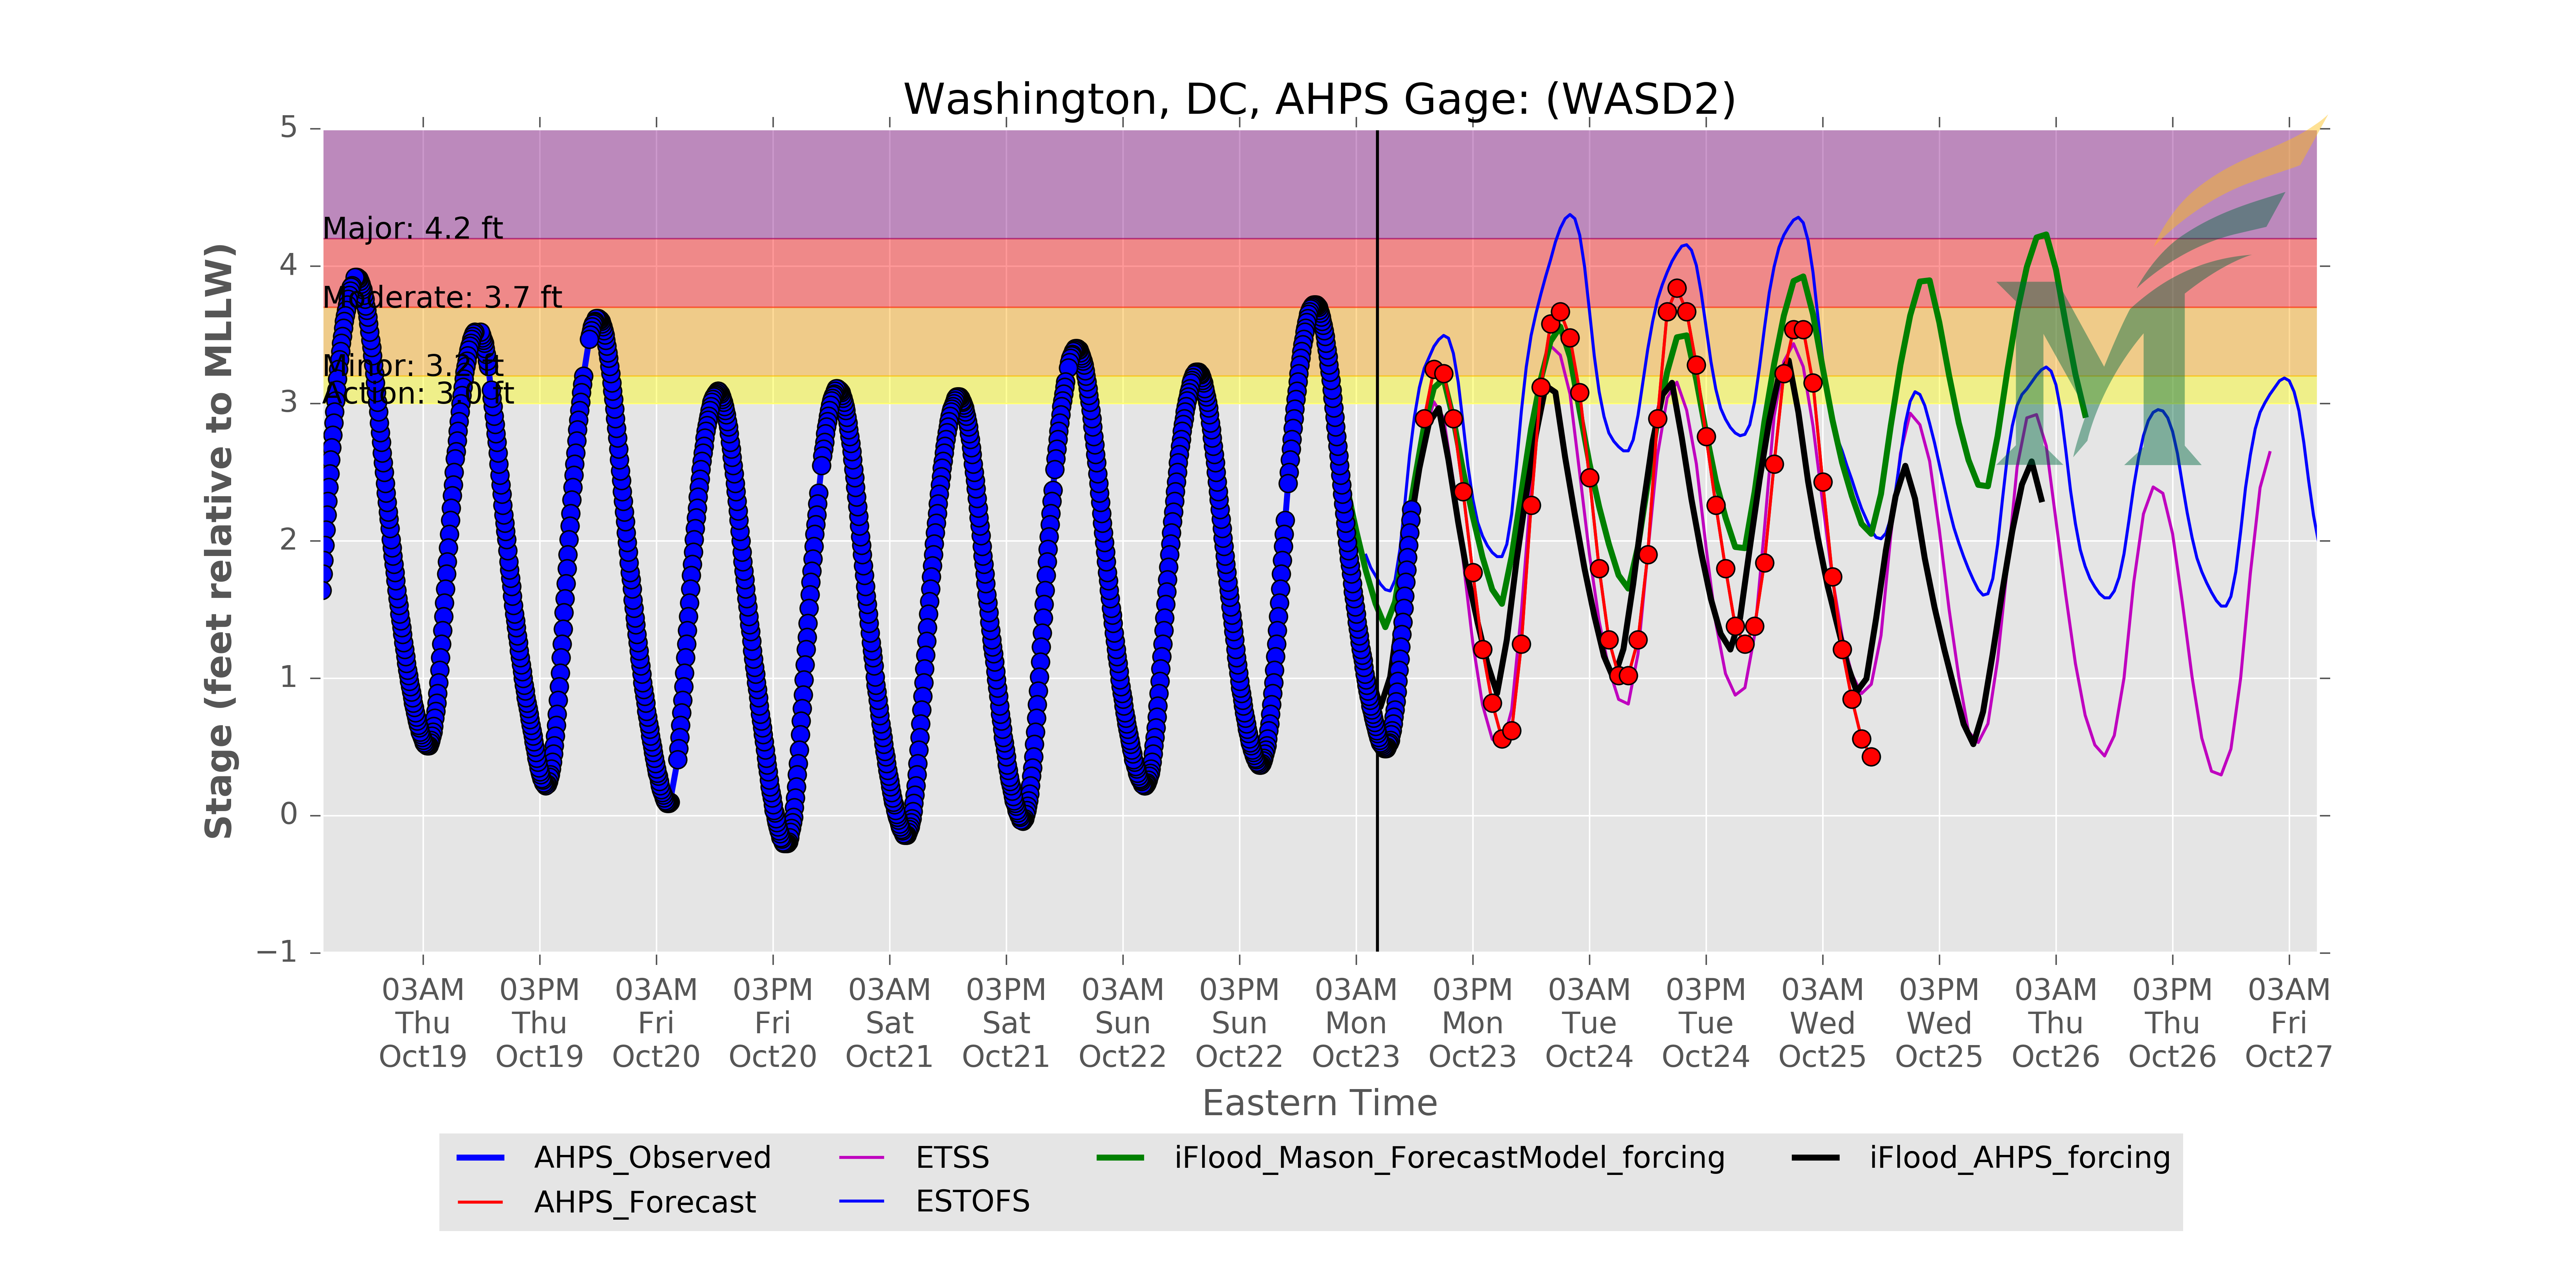 Washington, DC, AHPS Gage: (WASD2)
Stage (feet relative to MLLW)
5
4
3
2
1
0
−1
Major: 4.2 ft
Moderate: 3.7 ft
Minor: 3.2 ft
Action: 3.0 ft
03AM 03PM 03AM 03PM 03AM 03PM 03AM 03PM 03AM 03PM 03AM 03PM 03AM 03PM 03AM 03PM 03AM
Thu Thu Fri Fri Sat Sat Sun Sun Mon Mon Tue Tue Wed Wed Thu Thu Fri
Oct19 Oct19 Oct20 Oct20 Oct21 Oct21 Oct22 Oct22 Oct23 Oct23 Oct24 Oct24 Oct25 Oct25 Oct26 Oct26 Oct27
Eastern Time
AHPS_Observed ETSS iFlood_Mason_ForecastModel_forcing iFlood_AHPS_forcing
AHPS_Forecast ESTOFS